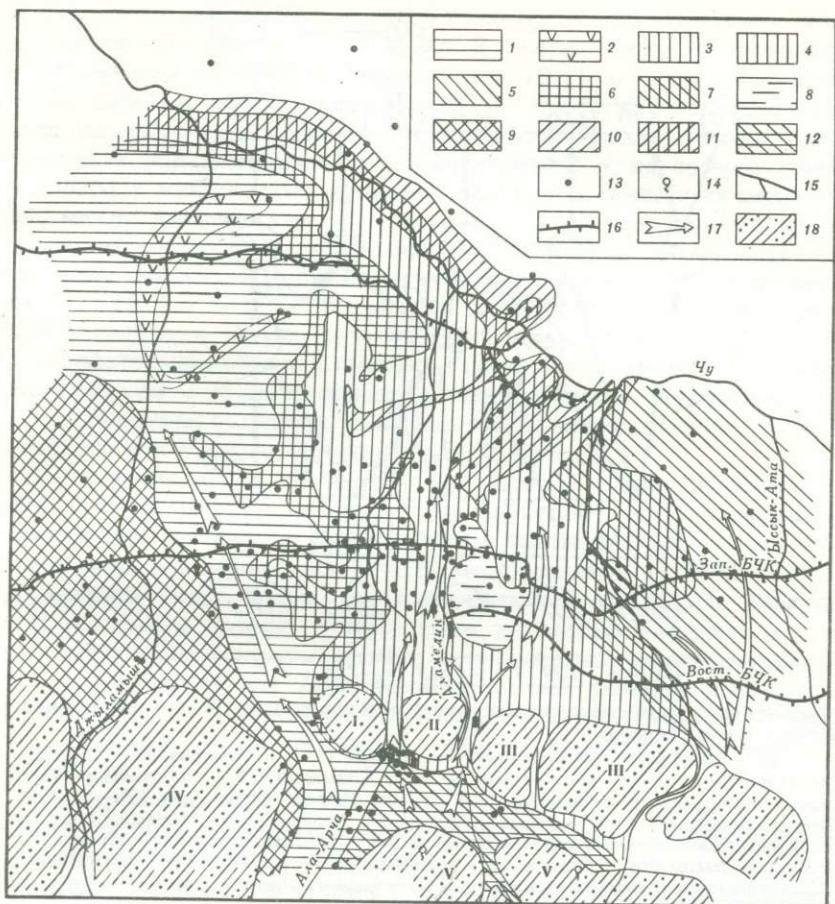 1 2 3 4
5 6 7 8
9 10 11 12
13 14 15
16 17 18
Чу
Ыссык-Ата
Зап. БЧК
Вост. БЧК
Аламедин
Джыламыш
I
II
III
III
IV
Ала-Арча
V
V